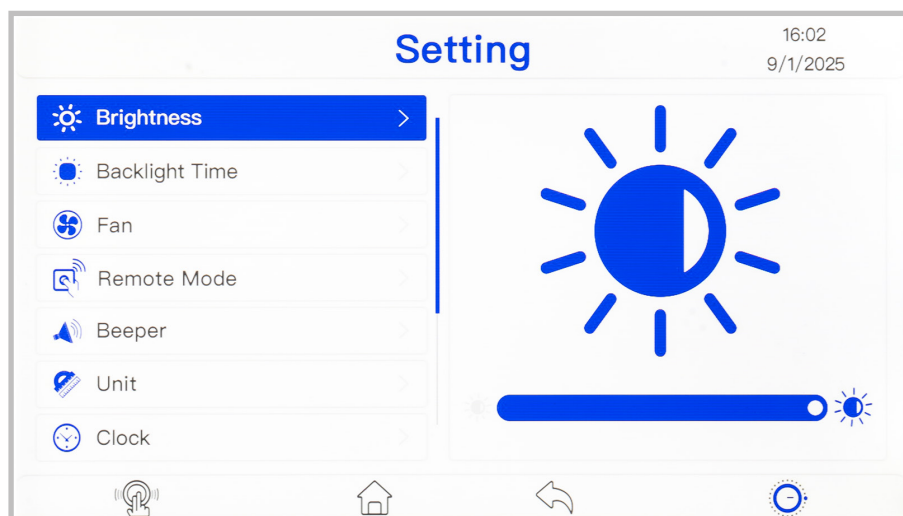 Setting
16:02
9/1/2025
Brightness
Backlight Time
Fan
Remote Mode
Beeper
Unit
Clock